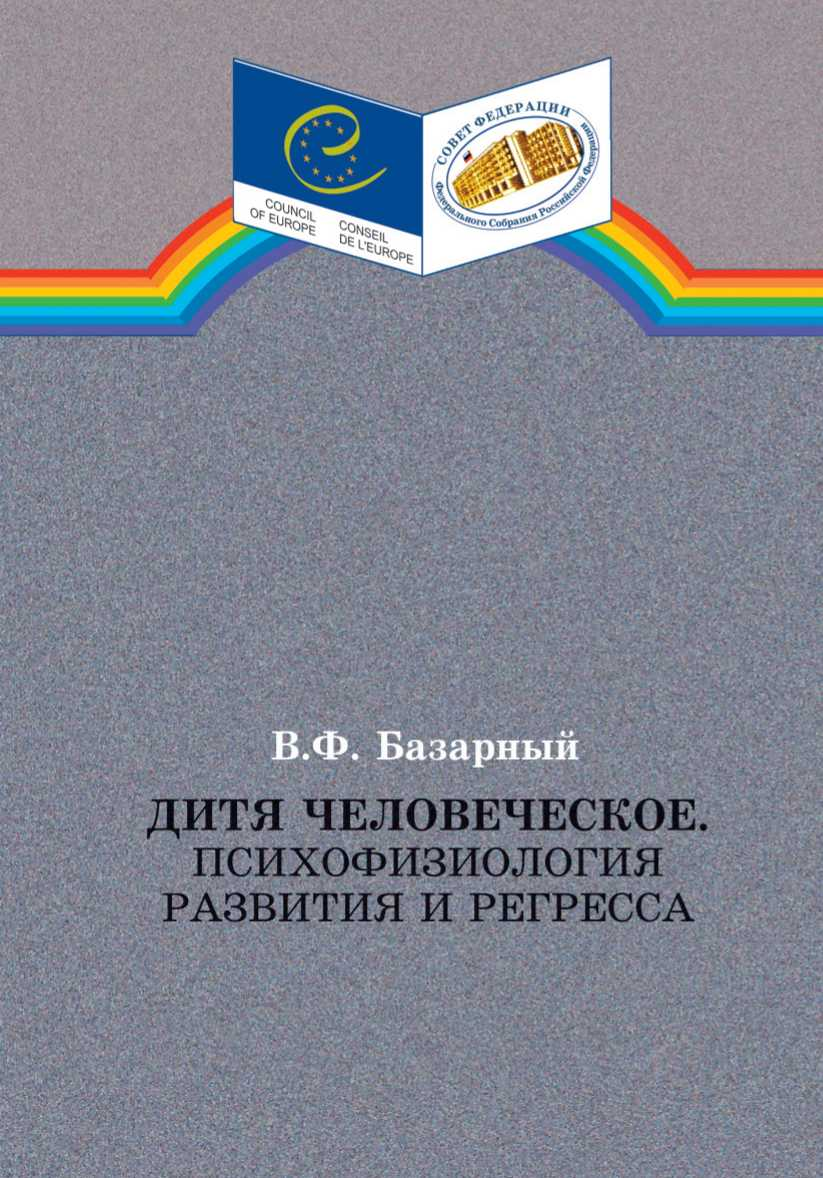 COUNCIL
OF EUROPE
CONSEIL
DE L'EUROPE
СОВЕТ ФЕДЕРАЦИИ
Федерального Собрания Российской Федерации
В.Ф. Базарный
ДИТЯ ЧЕЛОВЕЧЕСКОЕ.
ПСИХОФИЗИОЛОГИЯ
РАЗВИТИЯ И РЕГРЕССА